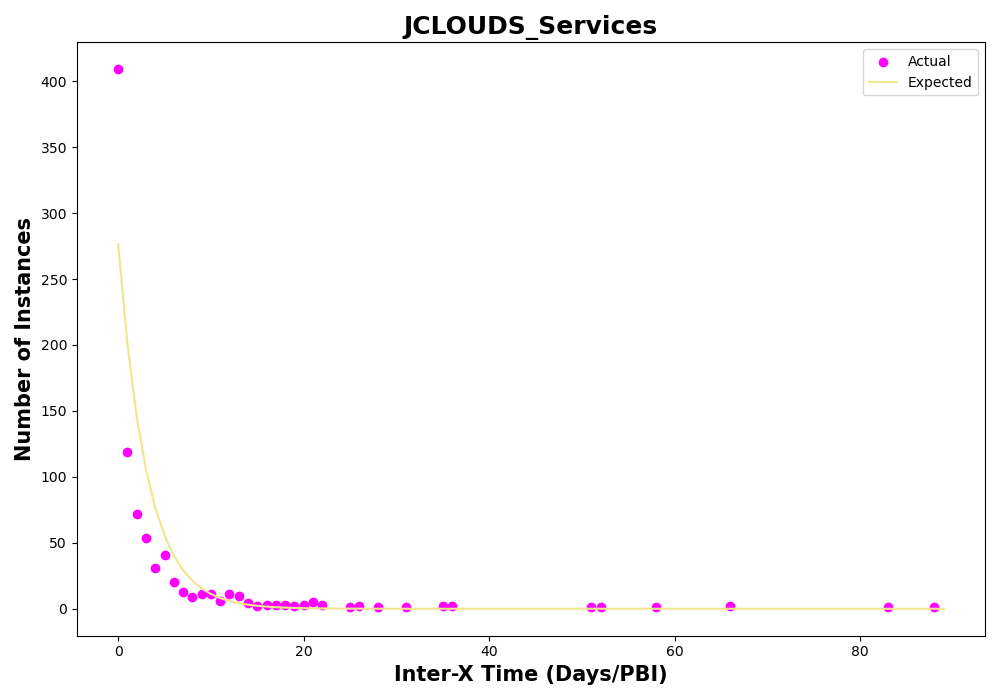 JCLOUDS_Services
Actual
Expected
Number of Instances
400
350
300
250
200
150
100
50
0
0 20 40 60 80
Inter-X Time (Days/PBI)